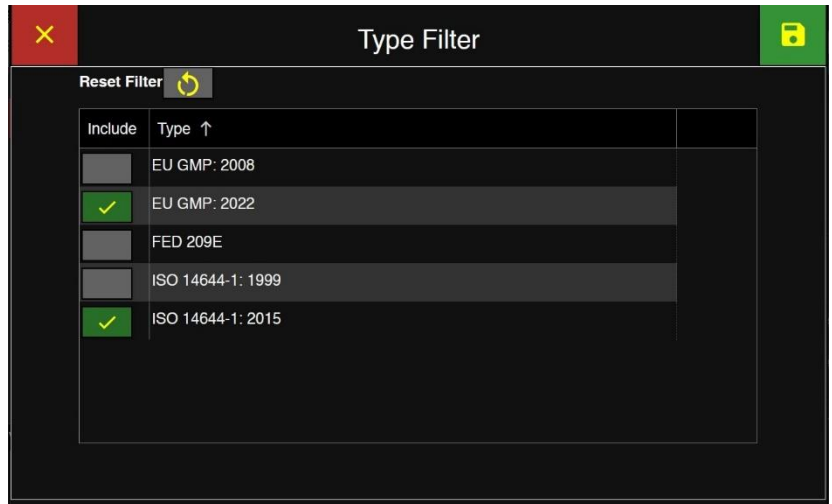 Type Filter
Reset Filter
Include Type ↑
EU GMP: 2008
EU GMP: 2022
FED 209E
ISO 14644-1: 1999
ISO 14644-1: 2015